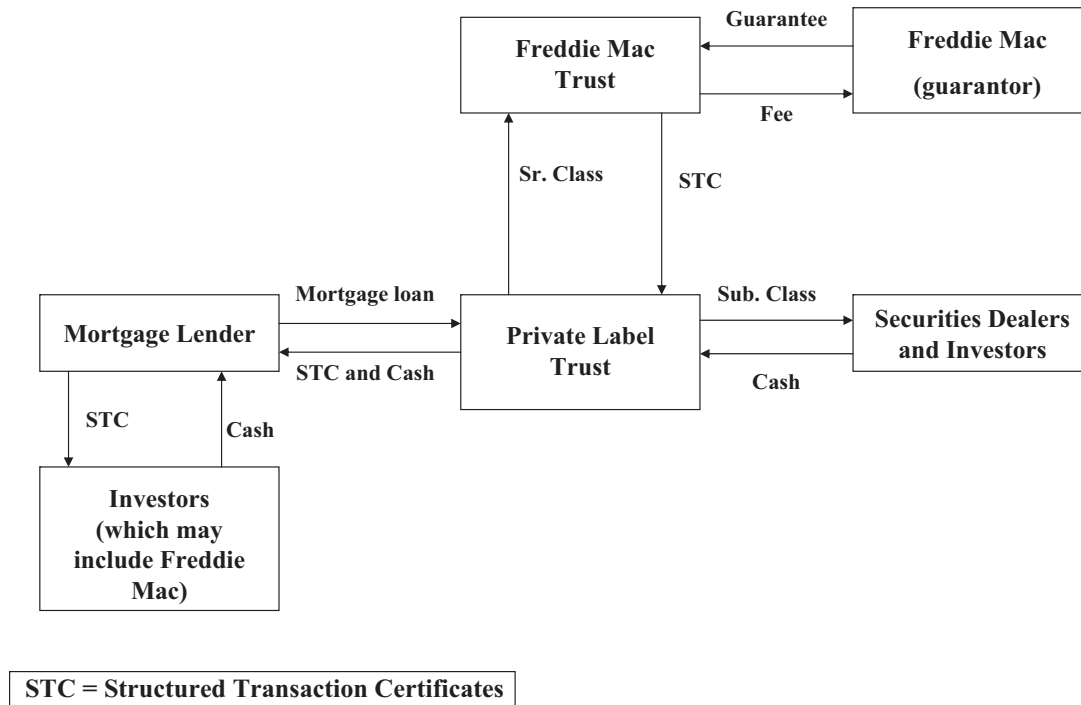 Guarantee
Freddie Mac
Trust
Freddie Mac
(guarantor)
Fee
Sr. Class
STC
Mortgage loan
Sub. Class
Mortgage Lender
Private Label
Trust
Securities Dealers
and Investors
STC and Cash
Cash
STC
Cash
Investors
(which may
include Freddie
Mac)
STC = Structured Transaction Certificates